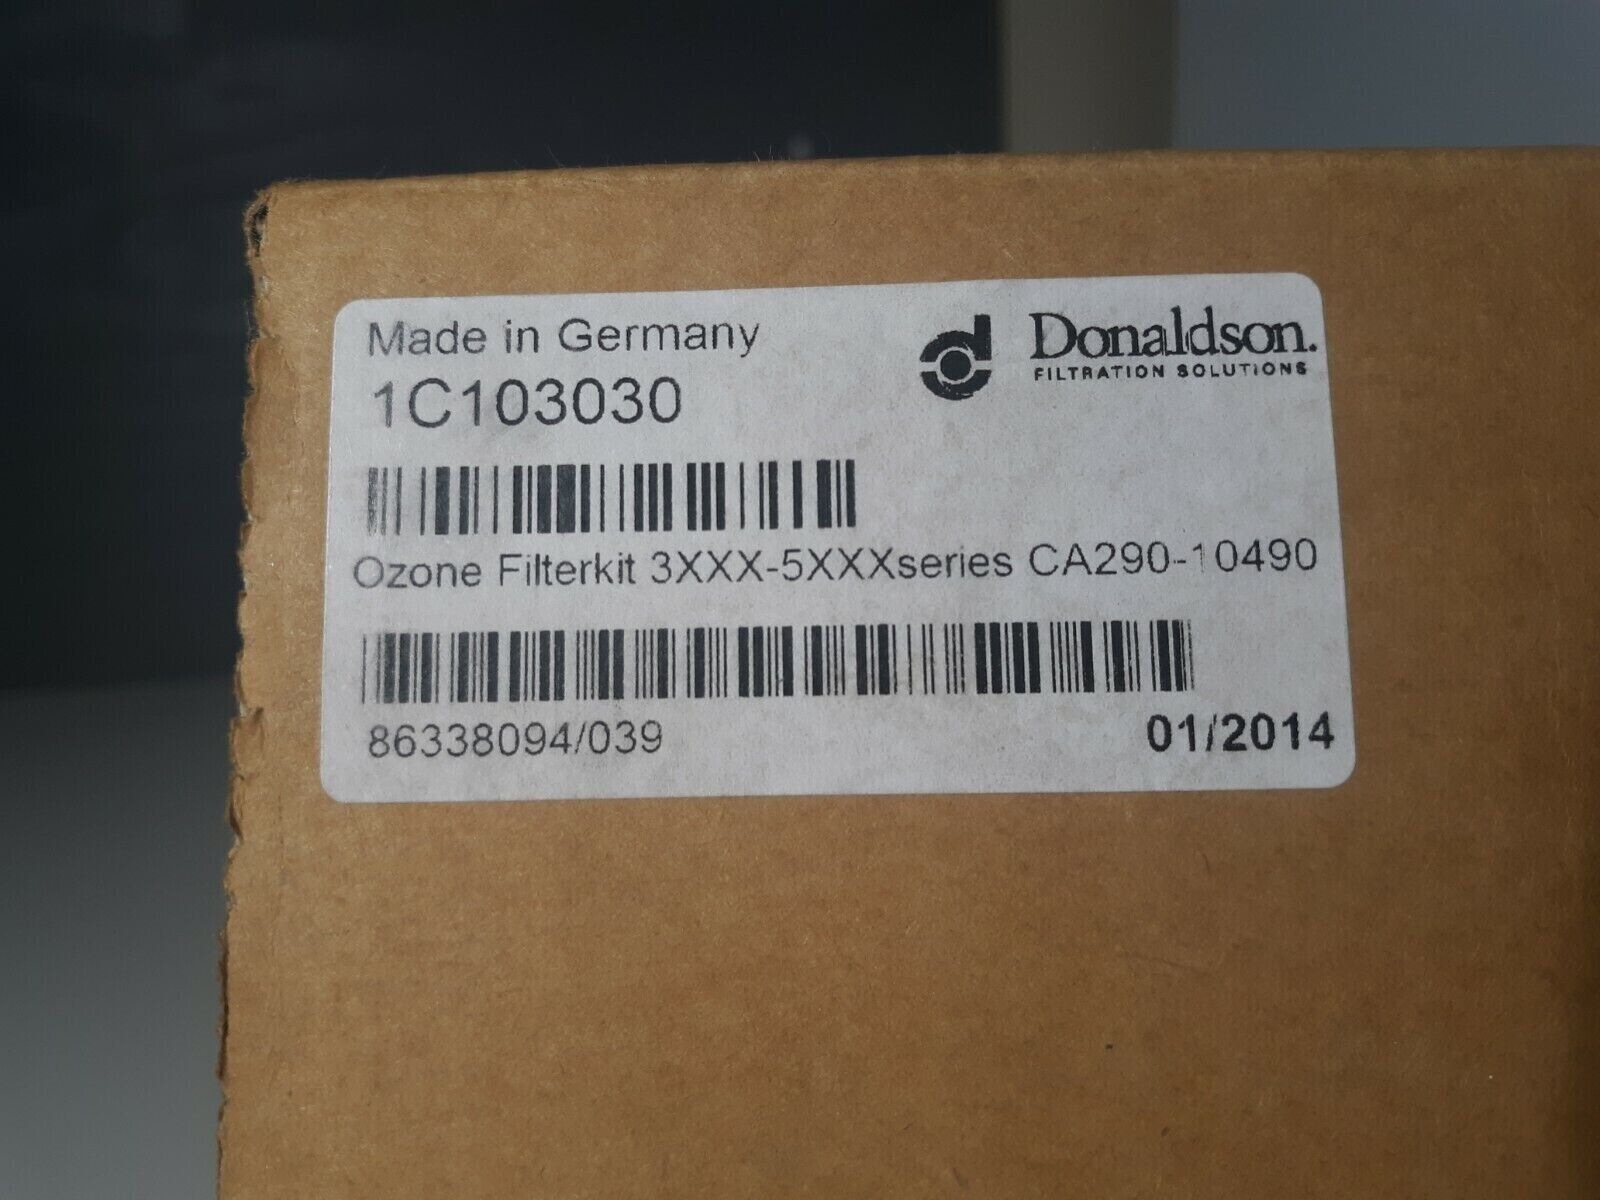 Made in Germany
Donaldson.
FILTRATION SOLUTIONS
1C103030
Ozone Filterkit 3XXX-5XXXseries CA290-10490
86338094/039 01/2014